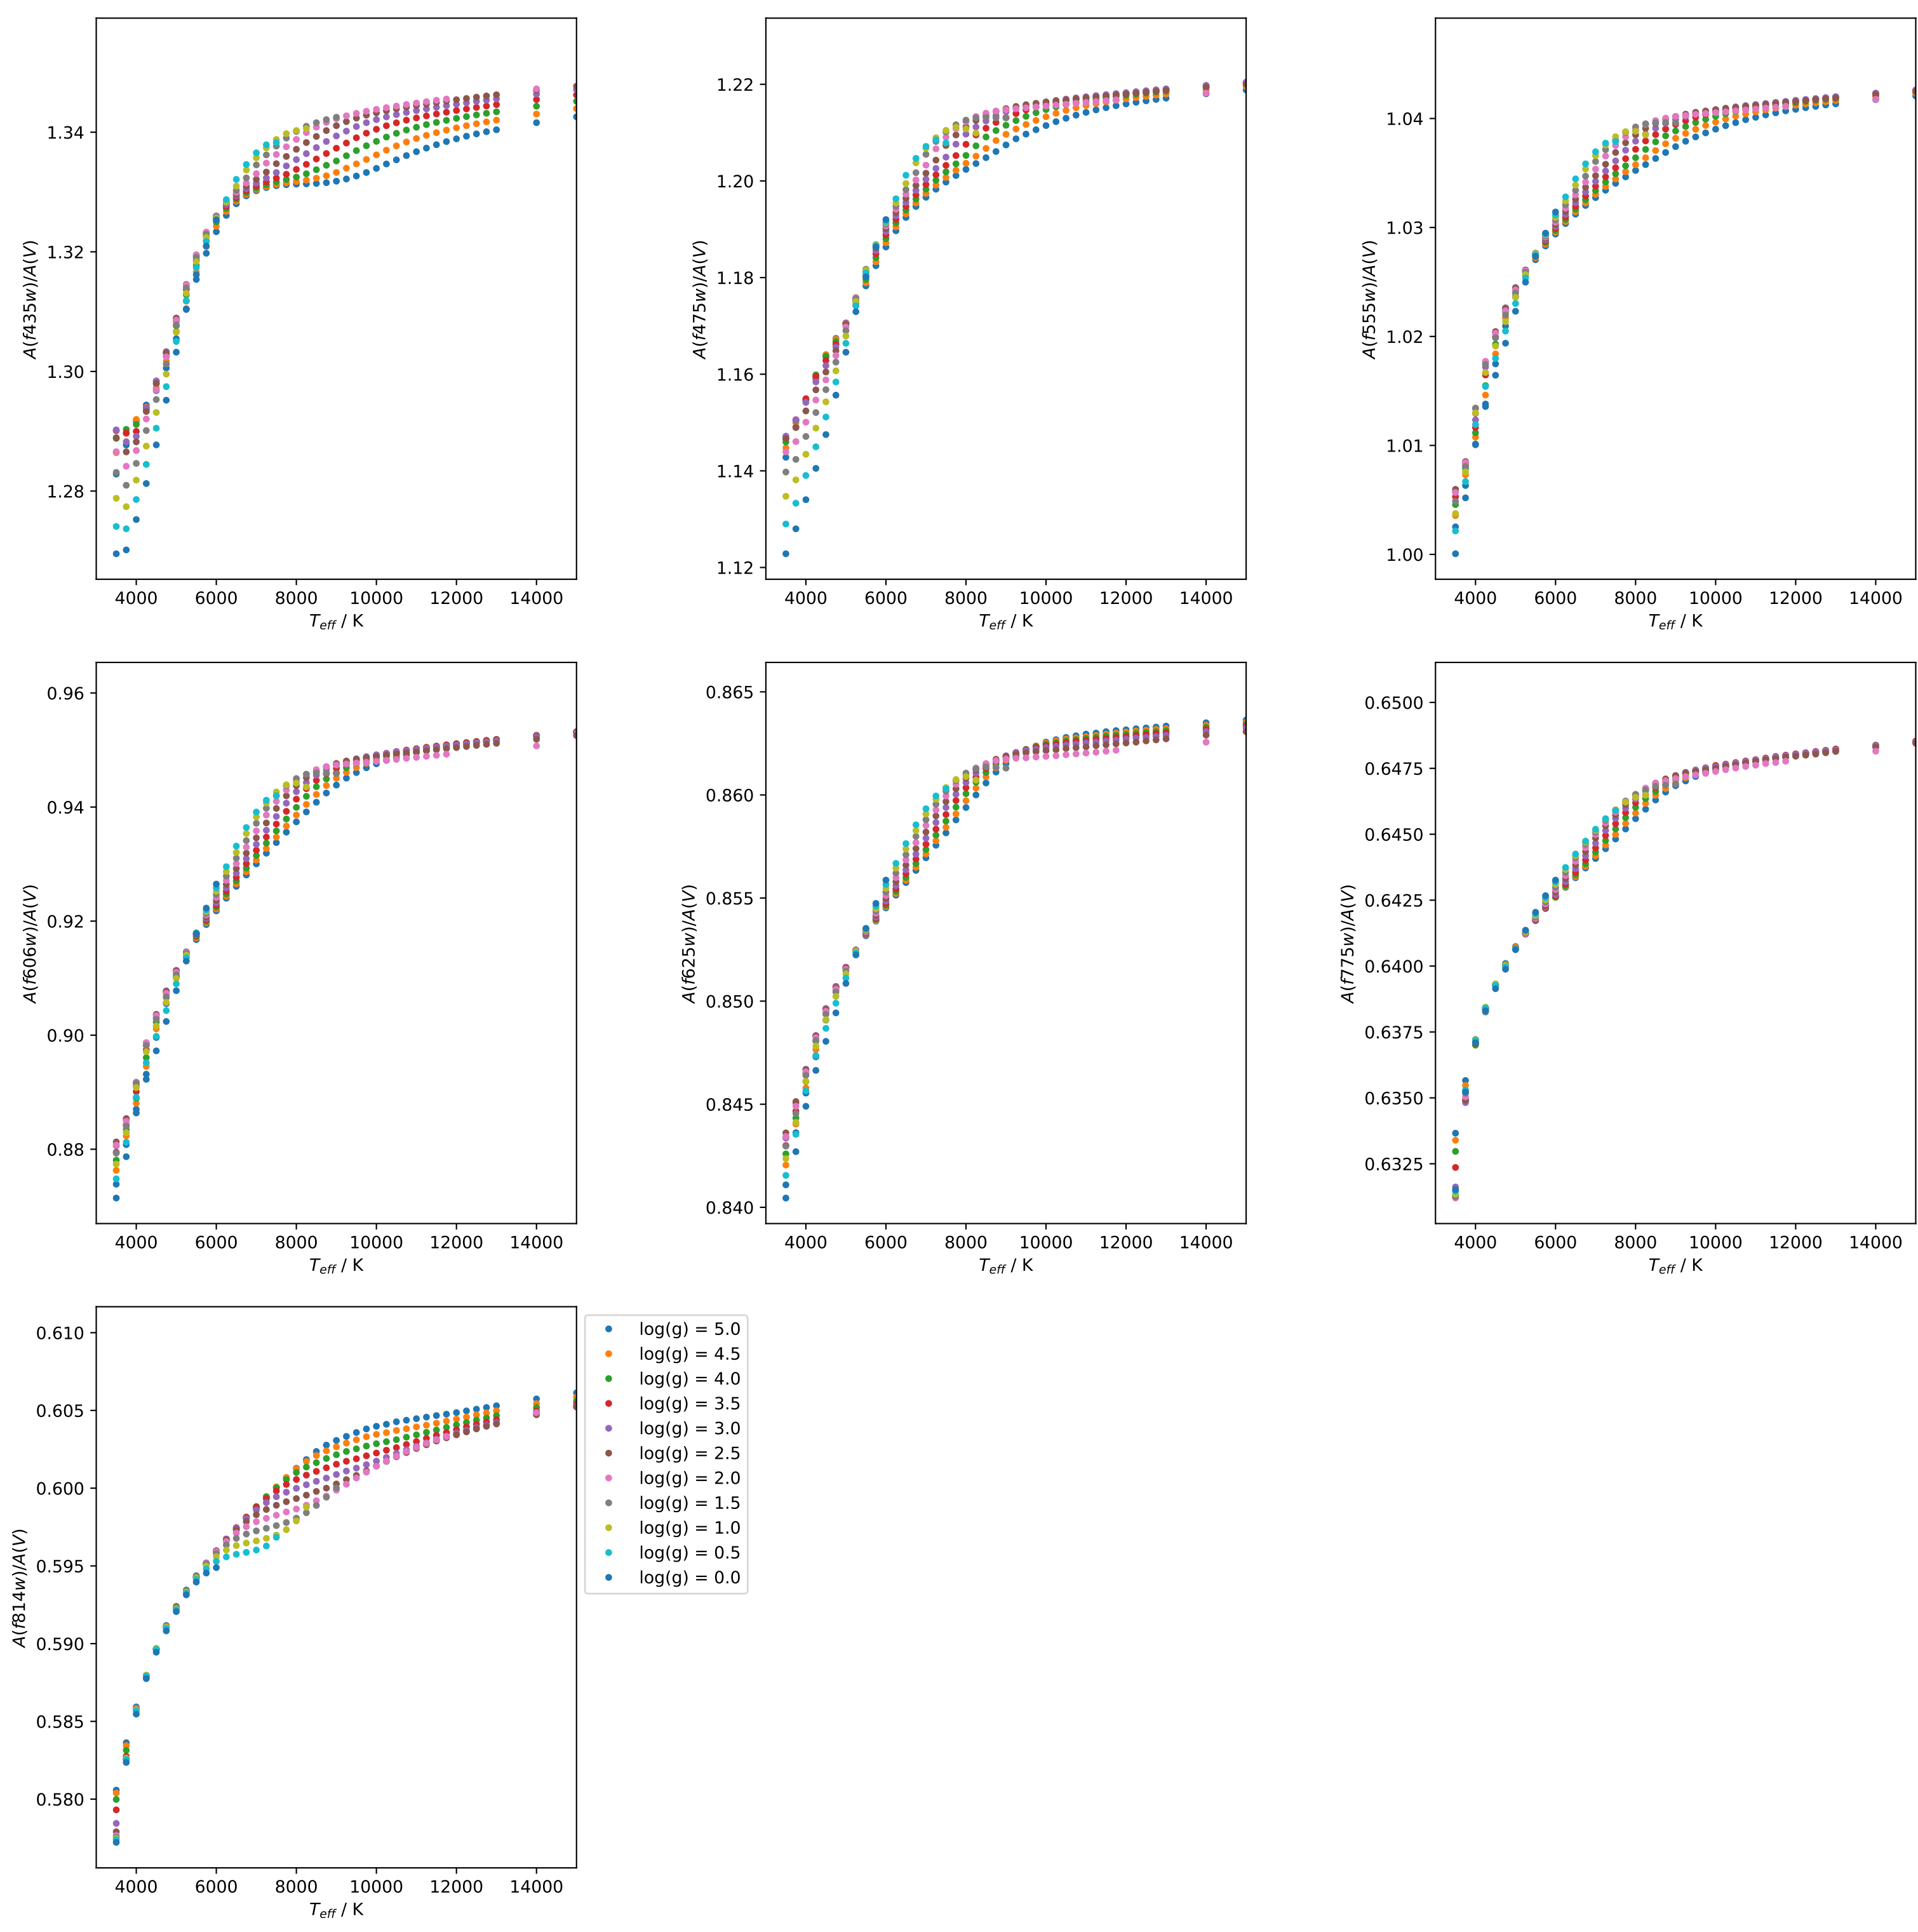 1.34
1.32
1.30
1.28
A(f435w)/A(V)
4000 6000 8000 10000 12000 14000
T_eff / K
1.22
1.20
1.18
1.16
1.14
1.12
A(f475w)/A(V)
4000 6000 8000 10000 12000 14000
T_eff / K
1.04
1.03
1.02
1.01
1.00
A(f555w)/A(V)
4000 6000 8000 10000 12000 14000
T_eff / K
0.96
0.94
0.92
0.90
0.88
A(f606w)/A(V)
4000 6000 8000 10000 12000 14000
T_eff / K
0.865
0.860
0.855
0.850
0.845
0.840
A(f625w)/A(V)
4000 6000 8000 10000 12000 14000
T_eff / K
0.6500
0.6475
0.6450
0.6425
0.6400
0.6375
0.6350
0.6325
A(f775w)/A(V)
4000 6000 8000 10000 12000 14000
T_eff / K
0.610
0.605
0.600
0.595
0.590
0.585
0.580
A(f814w)/A(V)
4000 6000 8000 10000 12000 14000
T_eff / K
log(g) = 5.0
log(g) = 4.5
log(g) = 4.0
log(g) = 3.5
log(g) = 3.0
log(g) = 2.5
log(g) = 2.0
log(g) = 1.5
log(g) = 1.0
log(g) = 0.5
log(g) = 0.0